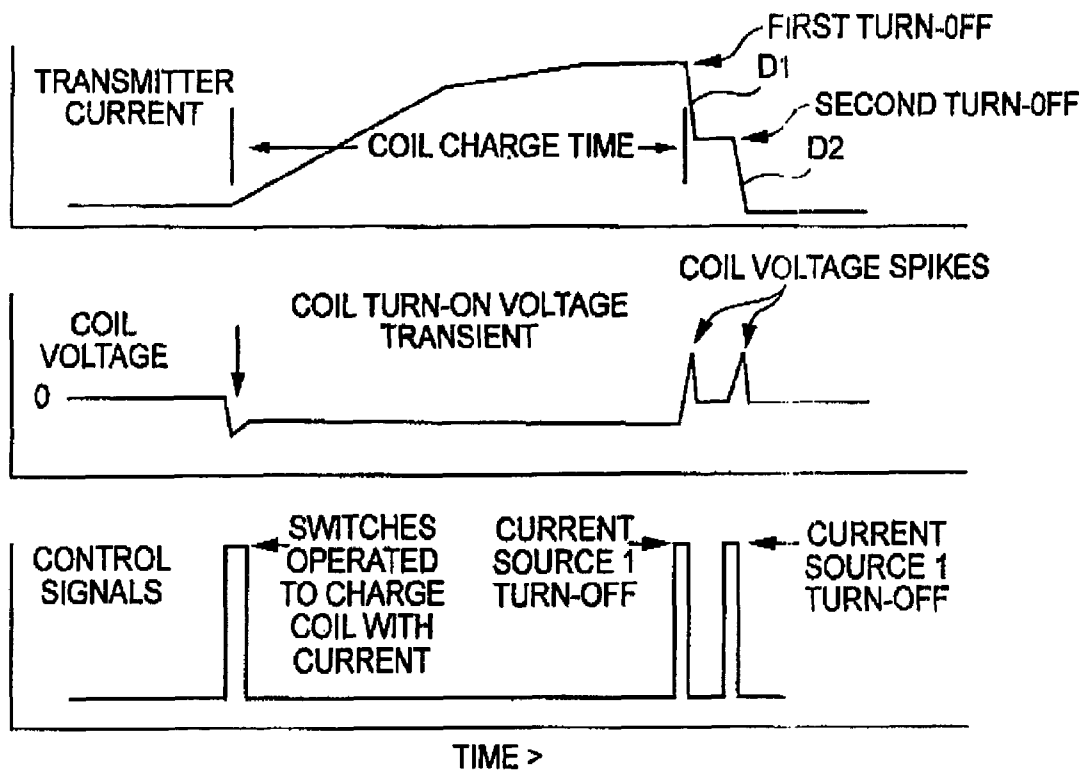 FIRST TURN-OFF
D1
TRANSMITTER
CURRENT
SECOND TURN-OFF
COIL CHARGE TIME
D2
COIL VOLTAGE SPIKES
COIL TURN-ON VOLTAGE
TRANSIENT
COIL
VOLTAGE
0
CONTROL
SIGNALS
SWITCHES
OPERATED
TO CHARGE
COIL WITH
CURRENT
CURRENT
SOURCE 1
TURN-OFF
CURRENT
SOURCE 1
TURN-OFF
TIME >